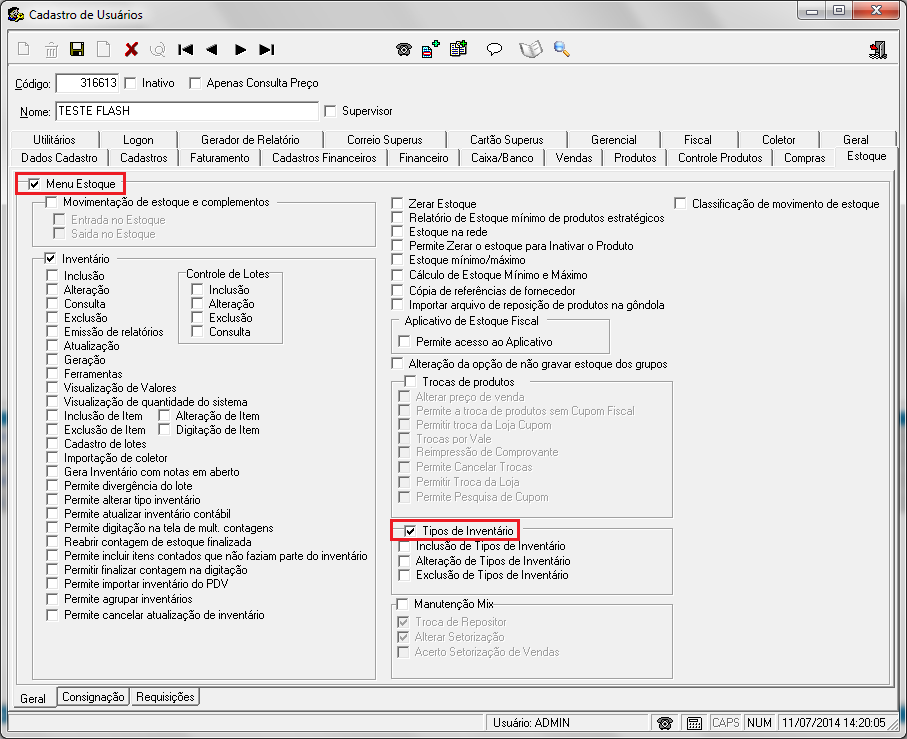 Cadastro de Usuários
Código: 316613 Inativo Apenas Consulta Preço
Nome: TESTE FLASH Supervisor
Utilitários Logon Gerador de Relatório Correio Superus Cartão Superus Gerencial Fiscal Coletor Geral
Dados Cadastro Cadastros Faturamento Cadastros Financeiros Financeiro Caixa/Banco Vendas Produtos Controle Produtos Compras Estoque
Menu Estoque
Movimentação de estoque e complementos
Entrada no Estoque
Saida no Estoque
Inventário
Inclusão
Alteração
Consulta
Exclusão
Emissão de relatórios
Atualização
Geração
Ferramentas
Visualização de Valores
Visualização de quantidade do sistema
Inclusão de Item Alteração de Item
Exclusão de Item Digitação de Item
Cadastro de lotes
Importação de coletor
Gera Inventário com notas em aberto
Permite divergência do lote
Permite alterar tipo inventário
Permite atualizar inventário contábil
Permite digitação na tela de mult. contagens
Reabrir contagem de estoque finalizada
Permite incluir itens contados que não faziam parte do inventário
Permitir finalizar contagem na digitação
Permite importar inventário do PDV
Permite agrupar inventários
Permite cancelar atualização de inventário
Controle de Lotes
Inclusão
Alteração
Exclusão
Consulta
Zerar Estoque
Relatório de Estoque mínimo de produtos estratégicos
Estoque na rede
Permite Zerar o estoque para Inativar o Produto
Estoque mínimo/máximo
Cálculo de Estoque Mínimo e Máximo
Cópia de referências de fornecedor
Importar arquivo de reposição de produtos na gôndola
Aplicativo de Estoque Fiscal
Permite acesso ao Aplicativo
Alteração da opção de não gravar estoque dos grupos
Trocas de produtos
Alterar preço de venda
Permite a troca de produtos sem Cupom Fiscal
Permitir troca da Loja Cupom
Trocas por Vale
Reimpressão de Comprovante
Permite Cancelar Trocas
Permitir Troca da Loja
Permite Pesquisa de Cupom
Tipos de Inventário
Inclusão de Tipos de Inventário
Alteração de Tipos de Inventário
Exclusão de Tipos de Inventário
Manutenção Mix
Troca de Repositor
Alterar Setorização
Acerto Setorização de Vendas
Classificação de movimento de estoque
Geral Consignação Requisições
Usuário: ADMIN CAPS NUM 11/07/2014 14:20:05